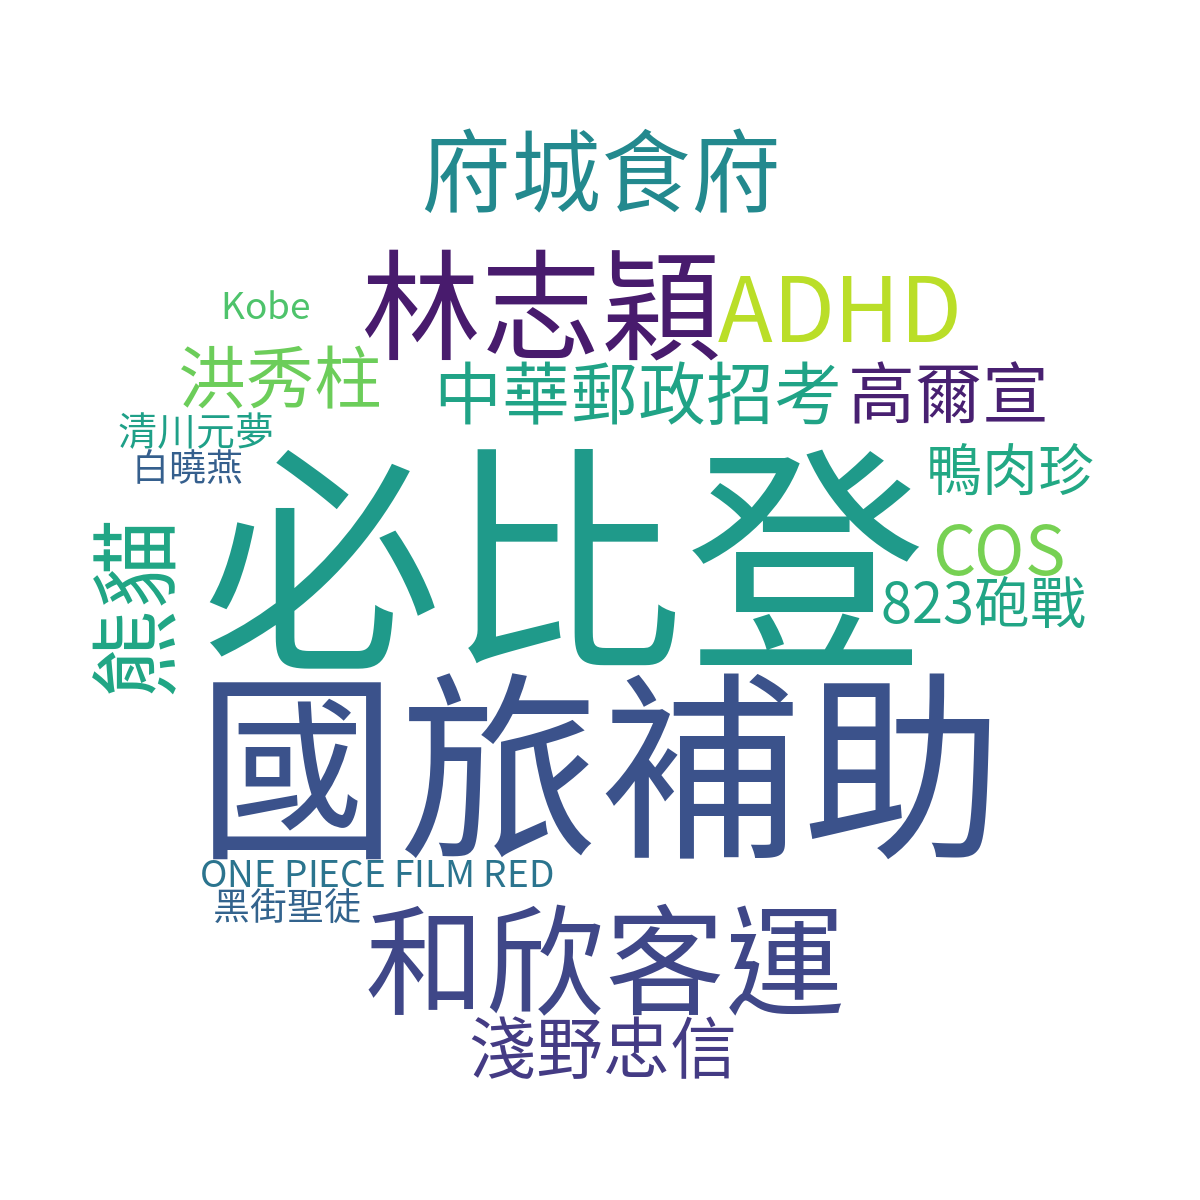 府城食府
林志穎
ADHD
Kobe
洪秀柱
中華郵政招考
高爾宣
清川元夢
白曉燕
鴨肉珍
必比登
COS
823砲戰
熊貓
國旅補助
ONE PIECE FILM RED
黑街聖徒
和欣客運
淺野忠信